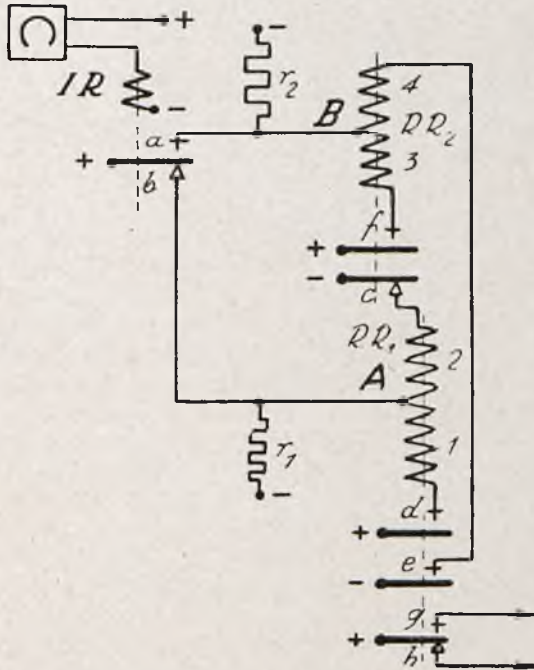 +
IR
-
-
r₂
B
4
RR₂
3
a +
+
b
f +
+
-
c
RR₁
2
A
1
r₁
-
d +
+
e +
-
g +
+
h